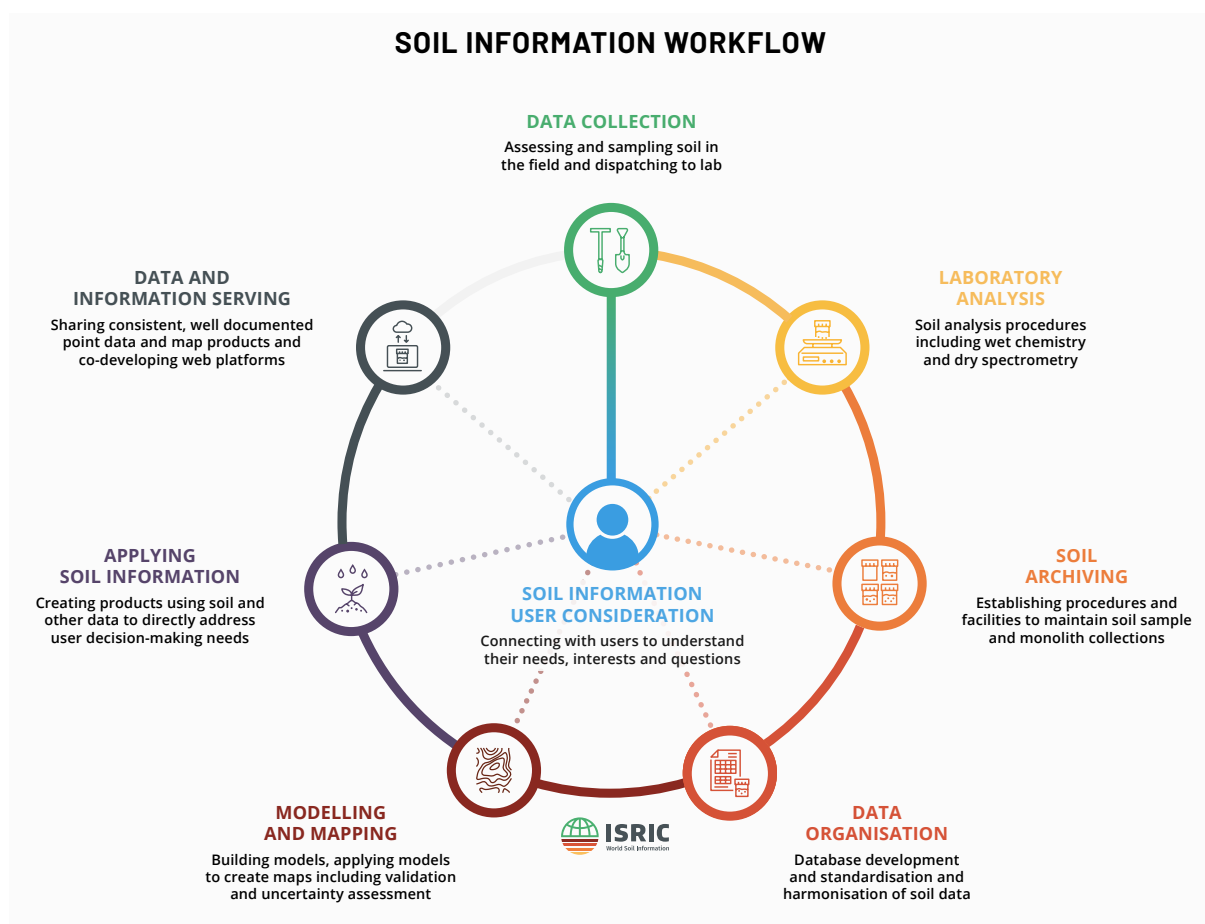 SOIL INFORMATION WORKFLOW
DATA COLLECTION
Assessing and sampling soil in
the field and dispatching to lab
LABORATORY
ANALYSIS
Soil analysis procedures
including wet chemistry
and dry spectrometry
SOIL
ARCHIVING
Establishing procedures and
facilities to maintain soil sample
and monolith collections
DATA
ORGANISATION
Database development
and standardisation and
harmonisation of soil data
MODELLING
AND MAPPING
Building models, applying models
to create maps including validation
and uncertainty assessment
APPLYING
SOIL INFORMATION
Creating products using soil and
other data to directly address
user decision-making needs
DATA AND
INFORMATION SERVING
Sharing consistent, well documented
point data and map products and
co-developing web platforms
SOIL INFORMATION
USER CONSIDERATION
Connecting with users to understand
their needs, interests and questions
ISRIC
World Soil Information